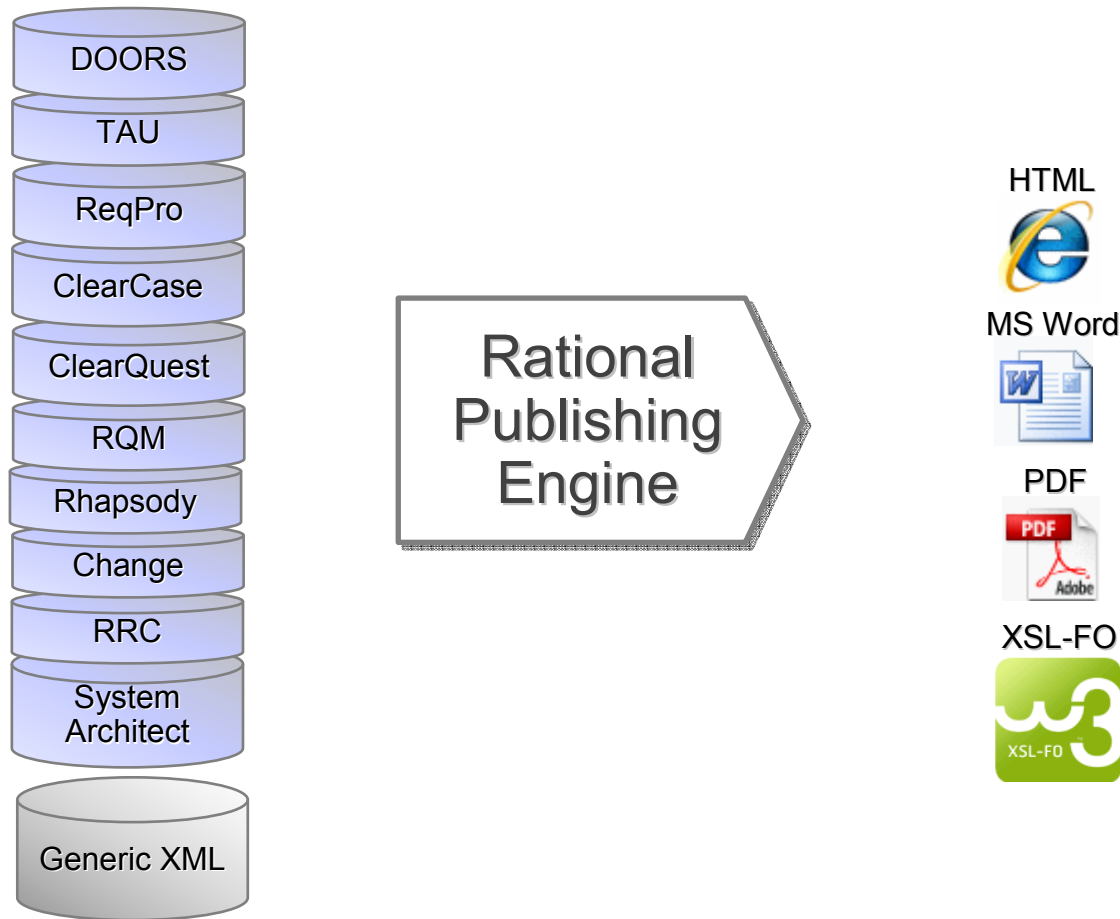 DOORS
TAU
ReqPro
ClearCase
ClearQuest
RQM
Rhapsody
Change
RRC
System
Architect
Generic XML
Rational
Publishing
Engine
HTML
MS Word
W
PDF
PDF
Adobe
XSL-FO
w3
XSL-FO